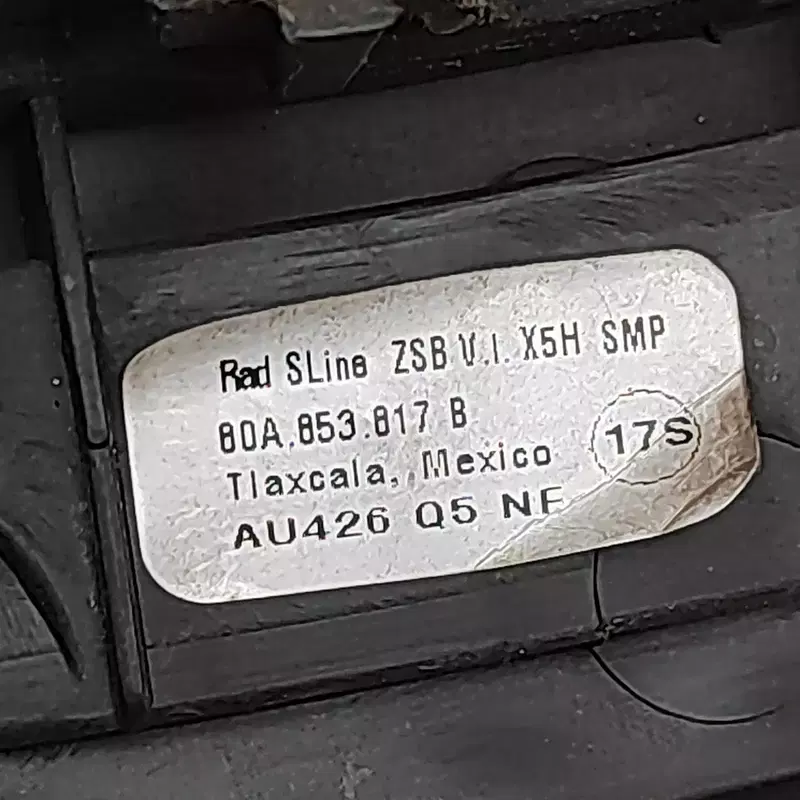 Rad SLine ZSB V.I. X5H SMP
80A.853.817 B
17S
Tlaxcala, Mexico
AU426 Q5 NF